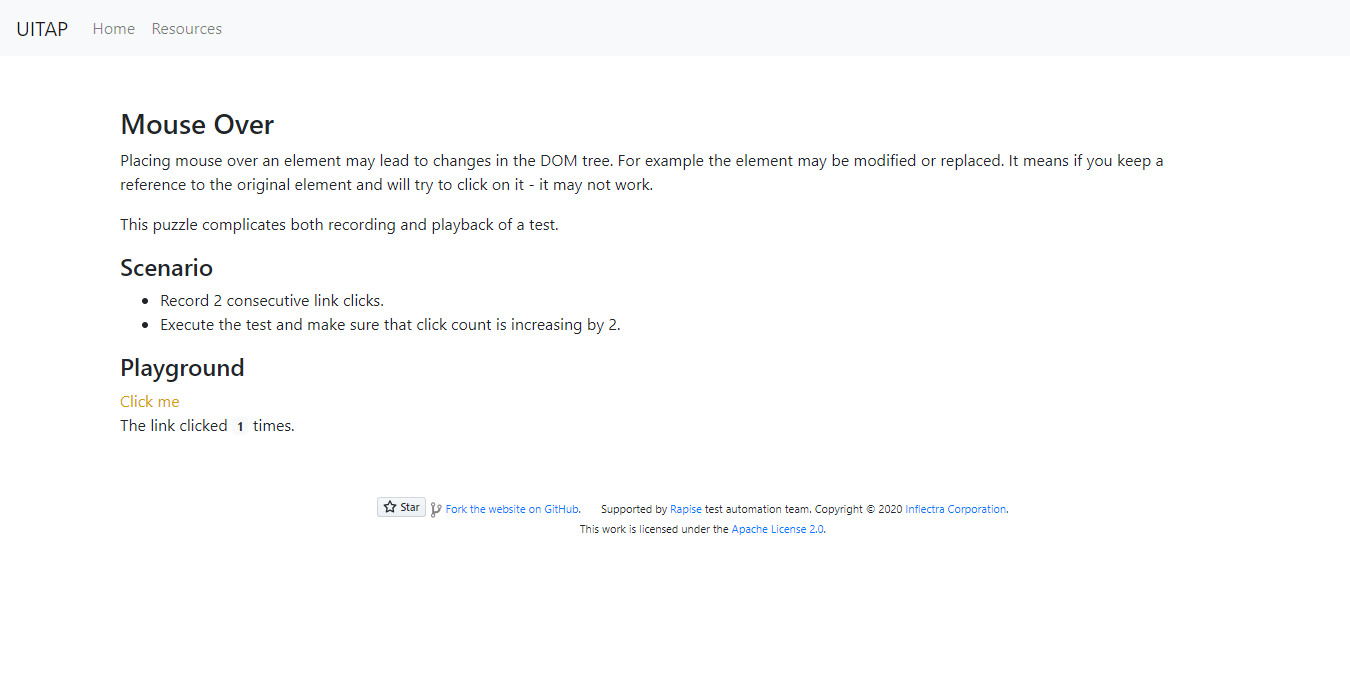 UITAP Home Resources
Mouse Over
Placing mouse over an element may lead to changes in the DOM tree. For example the element may be modified or replaced. It means if you keep a
reference to the original element and will try to click on it - it may not work.
This puzzle complicates both recording and playback of a test.
Scenario
• Record 2 consecutive link clicks.
• Execute the test and make sure that click count is increasing by 2.
Playground
Click me
The link clicked 1 times.
Star Fork the website on GitHub. Supported by Rapise test automation team. Copyright © 2020 Inflectra Corporation.
This work is licensed under the Apache License 2.0.